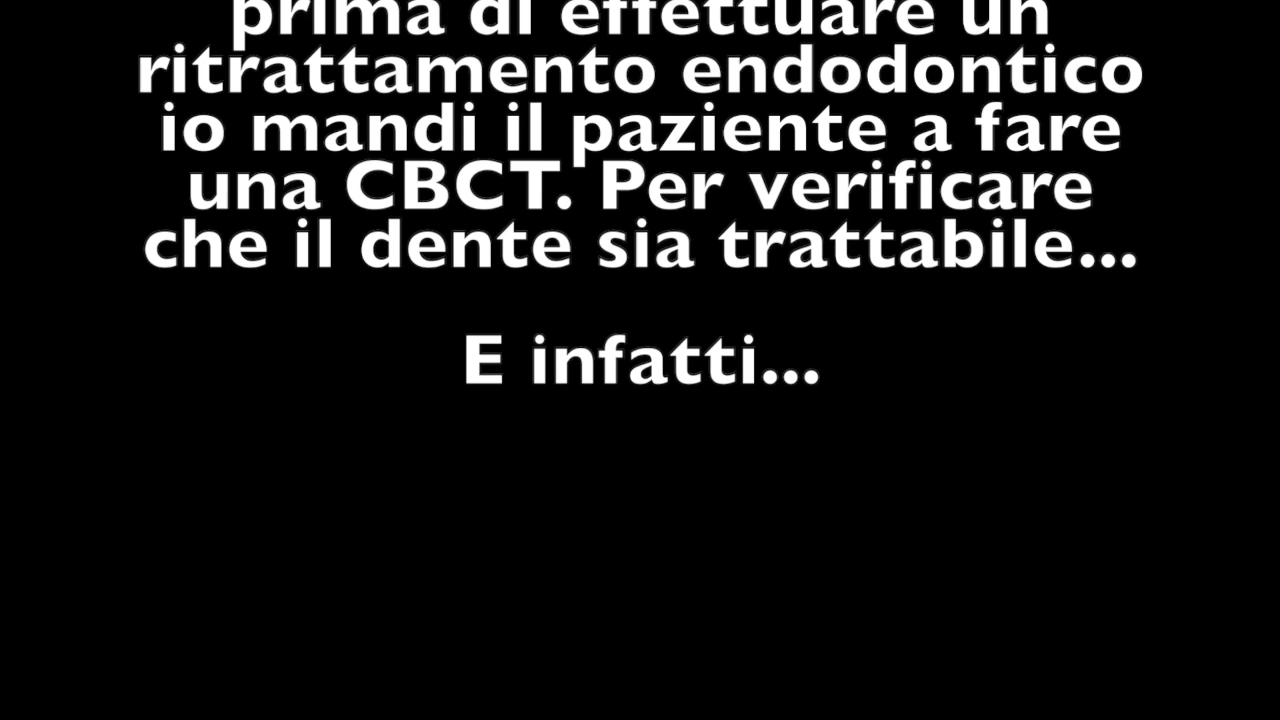 prima di effettuare un
ritrattamento endodontico
io mandi il paziente a fare
una CBCT. Per verificare
che il dente sia trattabile...
E infatti...